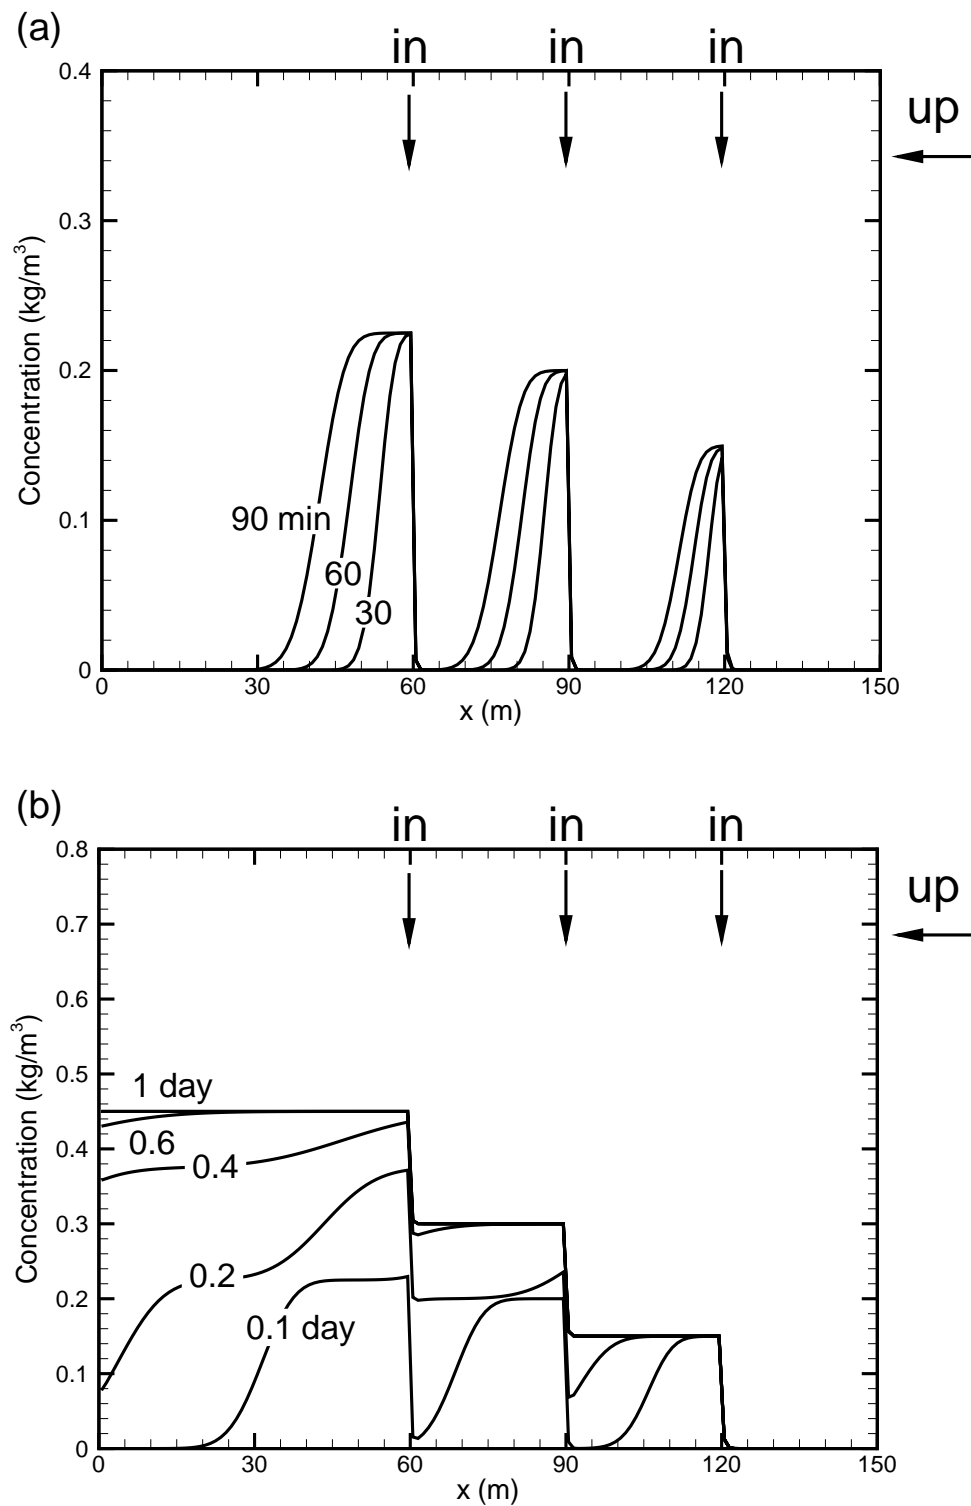 (a)
in in in
up
0.4
0.3
0.2
0.1
0
Concentration (kg/m³)
90 min
60
30
0 30 60 90 120 150
x (m)
(b)
in in in
up
0.8
0.7
0.6
0.5
0.4
0.3
0.2
0.1
0
Concentration (kg/m³)
1 day
0.6
0.4
0.2
0.1 day
0 30 60 90 120 150
x (m)